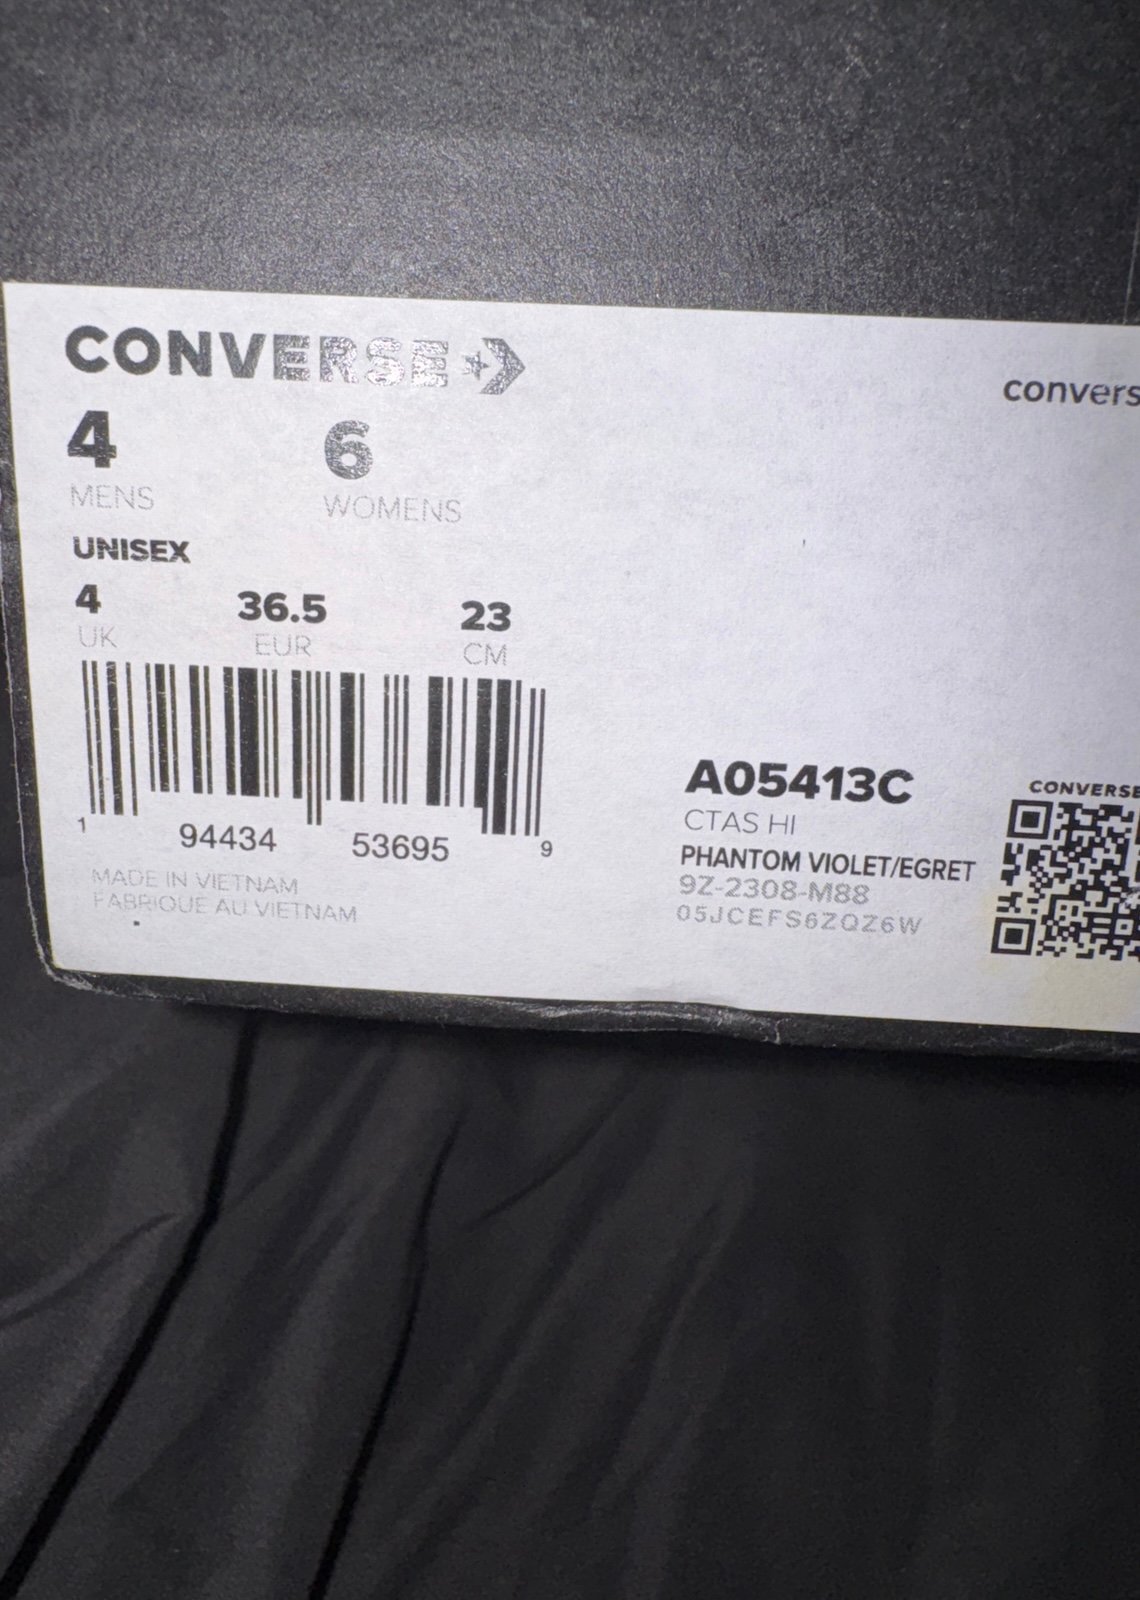 CONVERSE
convers
4 6
MENS WOMENS
UNISEX
4 36.5 23
UK EUR CM
1 94434 53695 9
MADE IN VIETNAM
FABRIQUE AU VIETNAM
A05413C
CTAS HI
PHANTOM VIOLET/EGRET
9Z-2308-M88
05JCEFS6ZQZ6W
CONVERSE